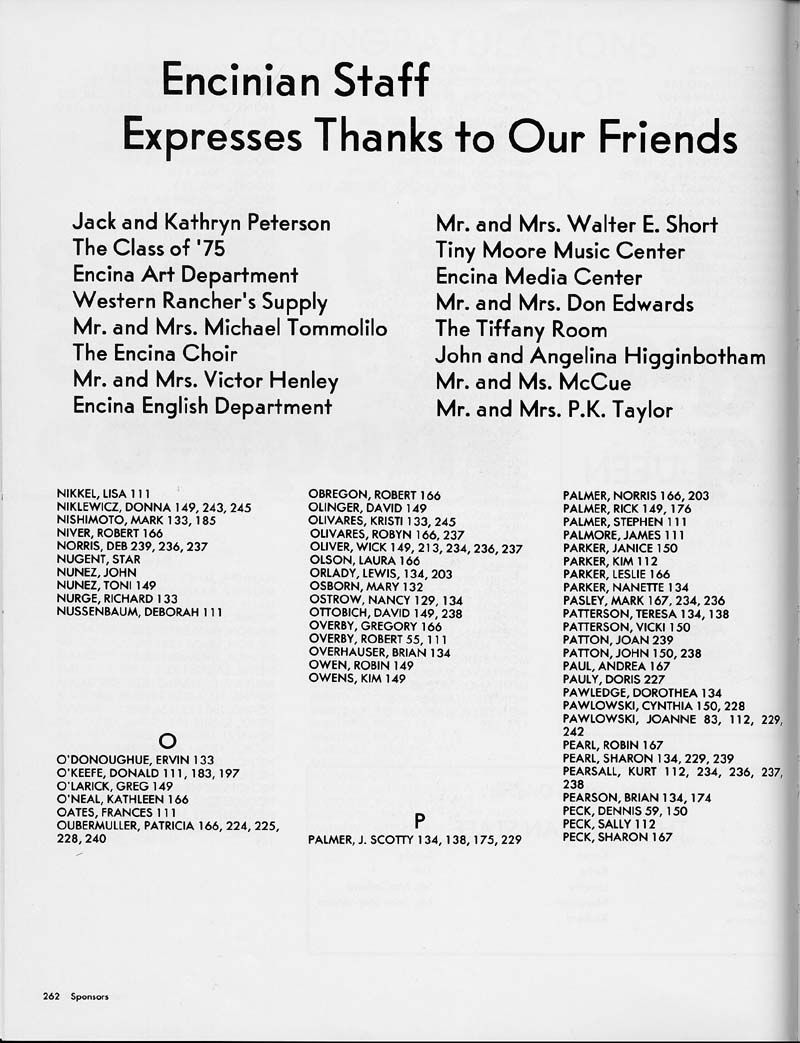 Encinian Staff
Expresses Thanks to Our Friends
Jack and Kathryn Peterson
The Class of '75
Encina Art Department
Western Rancher's Supply
Mr. and Mrs. Michael Tommolilo
The Encina Choir
Mr. and Mrs. Victor Henley
Encina English Department
Mr. and Mrs. Walter E. Short
Tiny Moore Music Center
Encina Media Center
Mr. and Mrs. Don Edwards
The Tiffany Room
John and Angelina Higginbotham
Mr. and Ms. McCue
Mr. and Mrs. P.K. Taylor
NIKKEL, LISA 111
NIKLEWICZ, DONNA 149, 243, 245
NISHIMOTO, MARK 133, 185
NIVER, ROBERT 166
NORRIS, DEB 239, 236, 237
NUGENT, STAR
NUNEZ, JOHN
NUNEZ, TONI 149
NURGE, RICHARD 133
NUSSENBAUM, DEBORAH 111
O
O'DONOUGHUE, ERVIN 133
O'KEEFE, DONALD 111, 183, 197
O'LARICK, GREG 149
O'NEAL, KATHLEEN 166
OATES, FRANCES 111
OUBERMULLER, PATRICIA 166, 224, 225,
228, 240
OBREGON, ROBERT 166
OLINGER, DAVID 149
OLIVARES, KRISTI 133, 245
OLIVARES, ROBYN 166, 237
OLIVER, WICK 149, 213, 234, 236, 237
OLSON, LAURA 166
ORLADY, LEWIS, 134, 203
OSBORN, MARY 132
OSTROW, NANCY 129, 134
OTTOBICH, DAVID 149, 238
OVERBY, GREGORY 166
OVERBY, ROBERT 55, 111
OVERHAUSER, BRIAN 134
OWEN, ROBIN 149
OWENS, KIM 149
P
PALMER, J. SCOTTY 134, 138, 175, 229
PALMER, NORRIS 166, 203
PALMER, RICK 149, 176
PALMER, STEPHEN 111
PALMORE, JAMES 111
PARKER, JANICE 150
PARKER, KIM 112
PARKER, LESLIE 166
PARKER, NANETTE 134
PASLEY, MARK 167, 234, 236
PATTERSON, TERESA 134, 138
PATTERSON, VICKI 150
PATTON, JOAN 239
PATTON, JOHN 150, 238
PAUL, ANDREA 167
PAULY, DORIS 227
PAWLEDGE, DOROTHEA 134
PAWLOWSKI, CYNTHIA 150, 228
PAWLOWSKI, JOANNE 83, 112, 229,
242
PEARL, ROBIN 167
PEARL, SHARON 134, 229, 239
PEARSALL, KURT 112, 234, 236, 237,
238
PEARSON, BRIAN 134, 174
PECK, DENNIS 59, 150
PECK, SALLY 112
PECK, SHARON 167
262 Sponsors